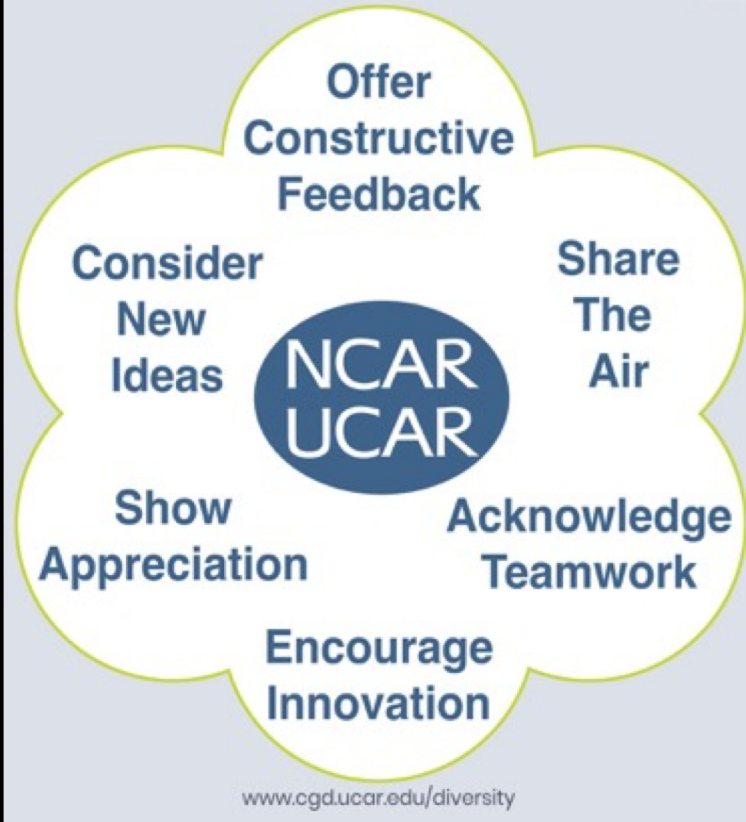 Offer
Constructive
Feedback
Consider
New
Ideas
Share
The
Air
NCAR
UCAR
Show
Appreciation
Acknowledge
Teamwork
Encourage
Innovation
www.cgd.ucar.edu/diversity